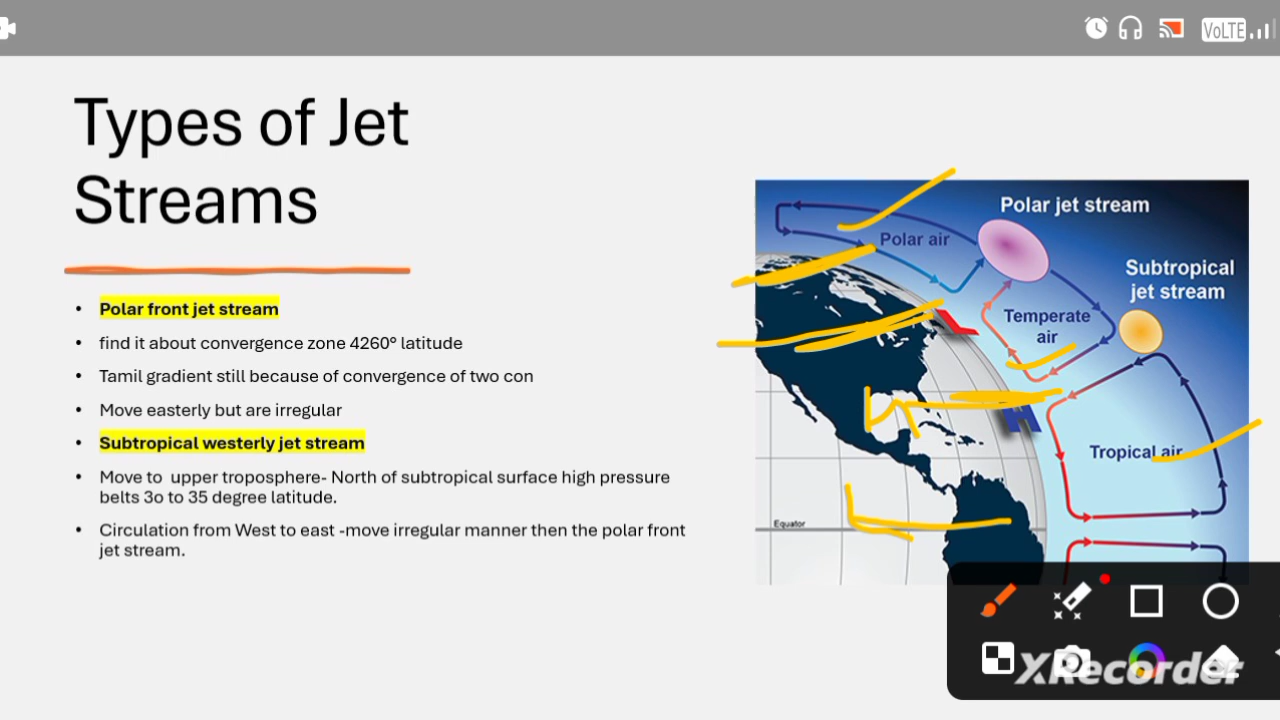 VoLTE
Types of Jet
Streams
• Polar front jet stream
• find it about convergence zone 4260° latitude
• Tamil gradient still because of convergence of two con
• Move easterly but are irregular
• Subtropical westerly jet stream
• Move to  upper troposphere- North of subtropical surface high pressure
belts 3o to 35 degree latitude.
• Circulation from West to east -move irregular manner then the polar front
jet stream.
Polar jet stream
Polar air
Subtropical
jet stream
Temperate
air
L
H
Tropical air
Equator
XRecorder